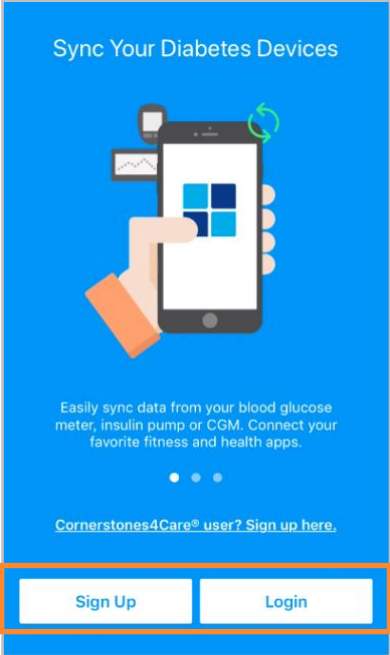 Sync Your Diabetes Devices
Easily sync data from your blood glucose
meter, insulin pump or CGM. Connect your
favorite fitness and health apps.
Cornerstones4Care® user? Sign up here.
Sign Up
Login